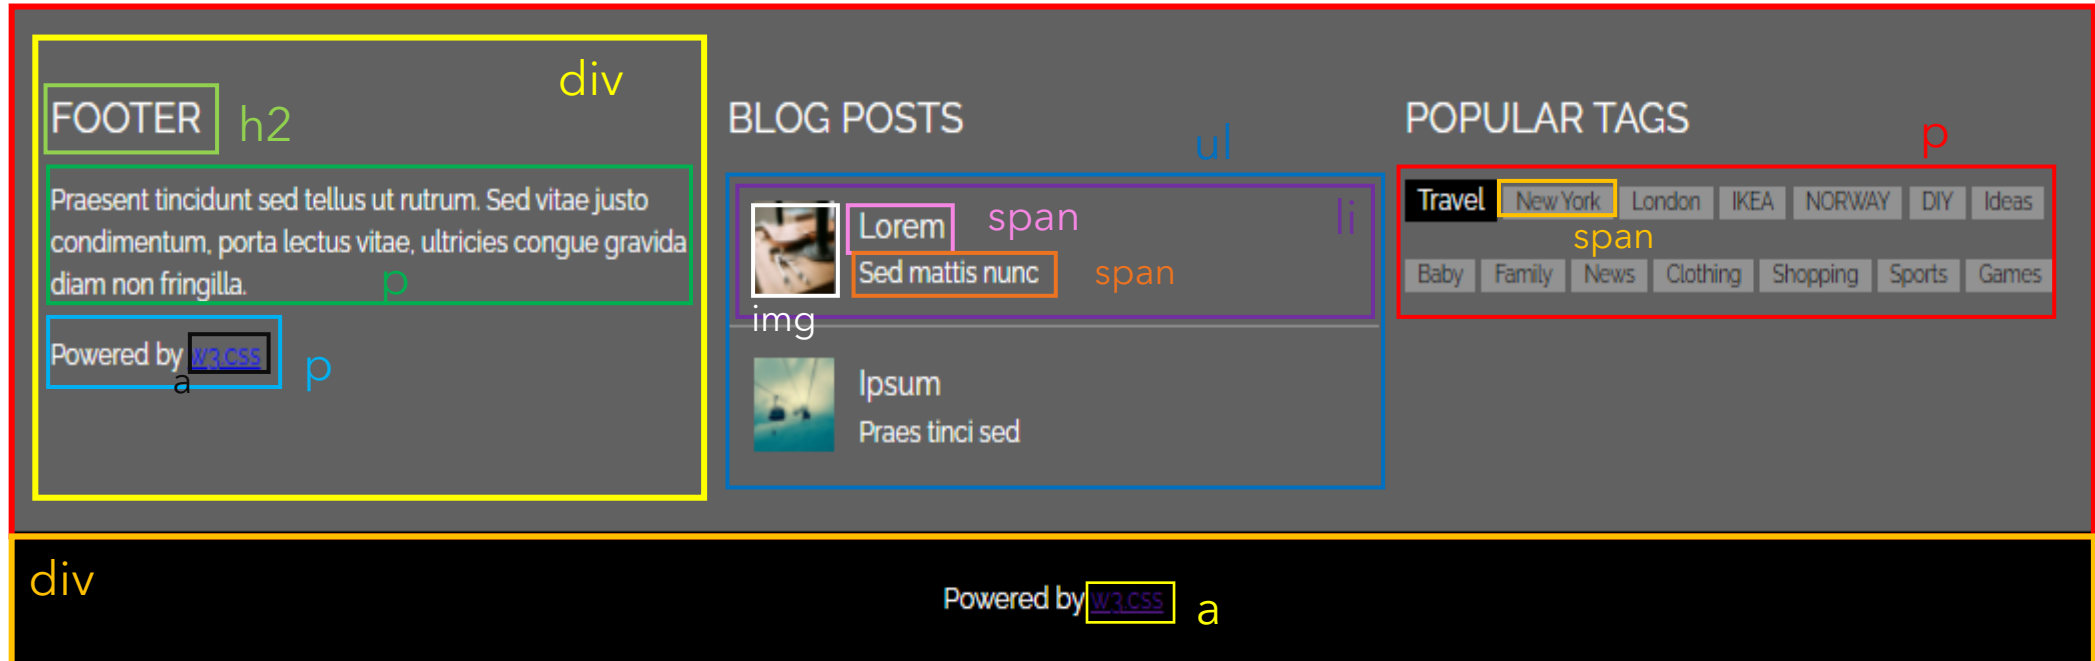 div
FOOTER
h2
Praesent tincidunt sed tellus ut rutrum. Sed vitae justo
condimentum, porta lectus vitae, ultricies congue gravida
diam non fringilla.
p
Powered by w3.css
a
p
BLOG POSTS
ul
Lorem
span
li
Sed mattis nunc
span
img
Ipsum
Praes tinci sed
POPULAR TAGS
p
Travel New York London IKEA NORWAY DIY Ideas
span
Baby Family News Clothing Shopping Sports Games
div
Powered by w3.css
a